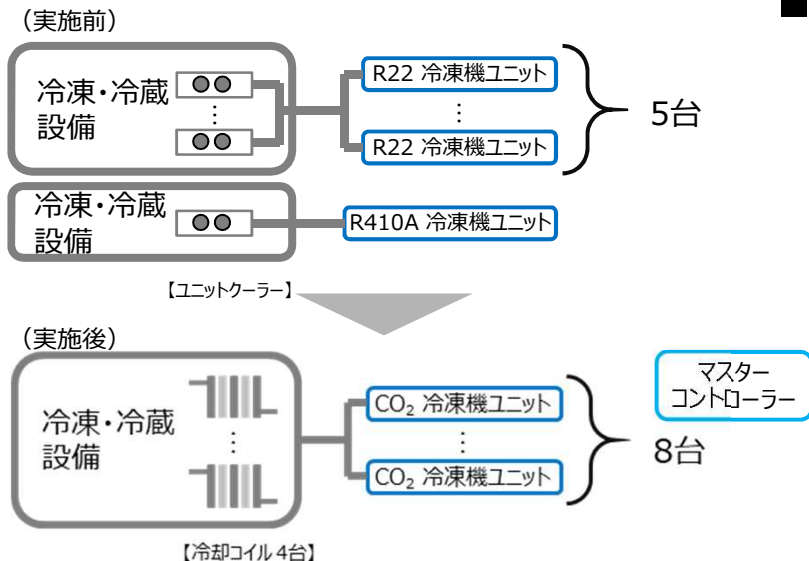 （実施前）
冷凍・冷蔵
設備
R22 冷凍機ユニット
⋮
R22 冷凍機ユニット
5台
冷凍・冷蔵
設備
R410A 冷凍機ユニット
【ユニットクーラー】
（実施後）
冷凍・冷蔵
設備
CO₂ 冷凍機ユニット
⋮
CO₂ 冷凍機ユニット
8台
マスター
コントローラー
【冷却コイル 4台】